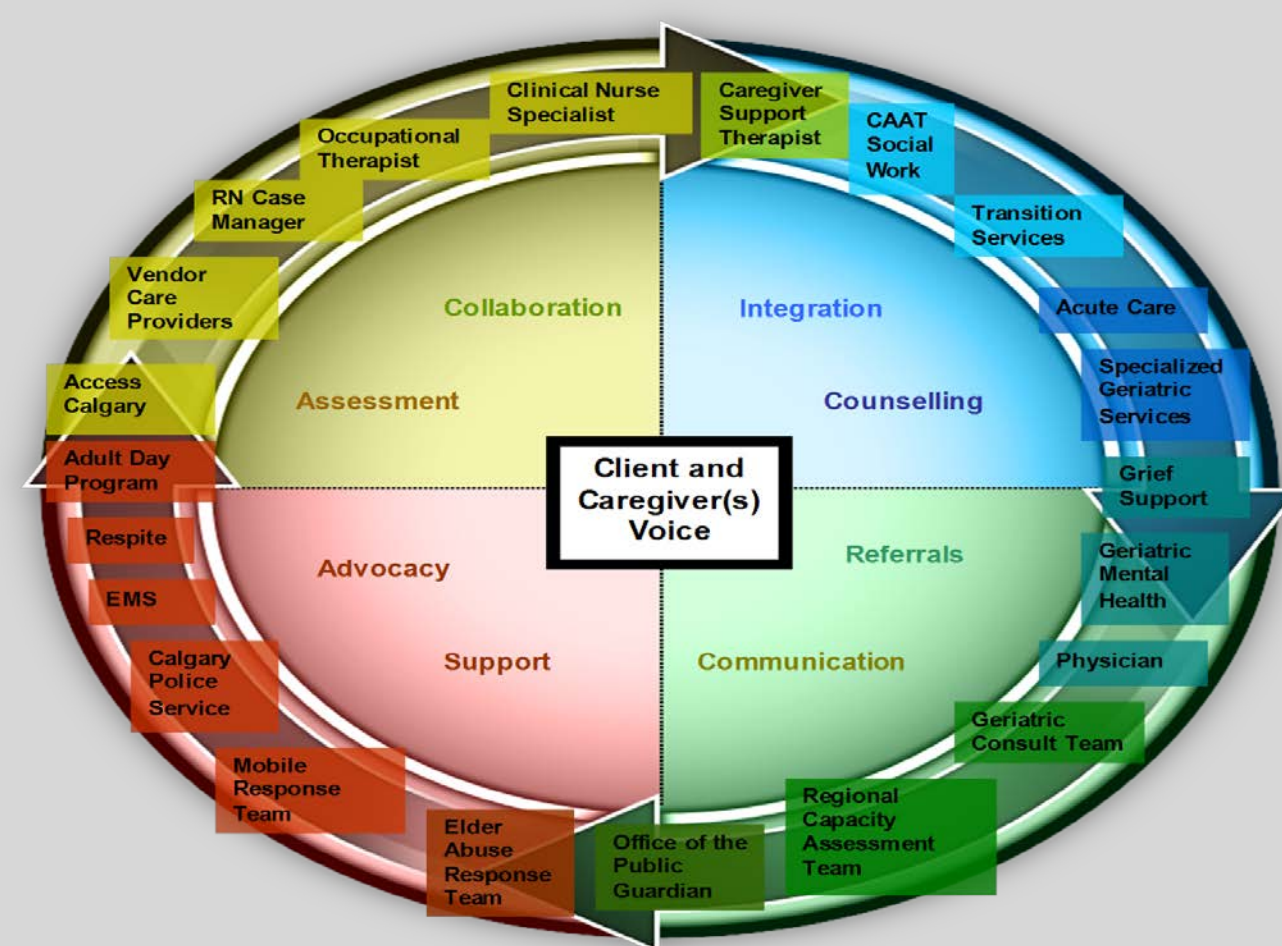 Clinical Nurse
Specialist
Caregiver
Support
Therapist
CAAT
Social
Work
Transition
Services
Acute Care
Specialized
Geriatric
Services
Grief
Support
Geriatric
Mental
Health
Physician
Geriatric
Consult Team
Regional
Capacity
Assessment
Team
Office of the
Public
Guardian
Elder
Abuse
Response
Team
Mobile
Response
Team
Calgary
Police
Service
EMS
Respite
Adult Day
Program
Access
Calgary
Vendor
Care
Providers
RN Case
Manager
Occupational
Therapist
Collaboration
Assessment
Integration
Counselling
Client and
Caregiver(s)
Voice
Advocacy
Support
Referrals
Communication